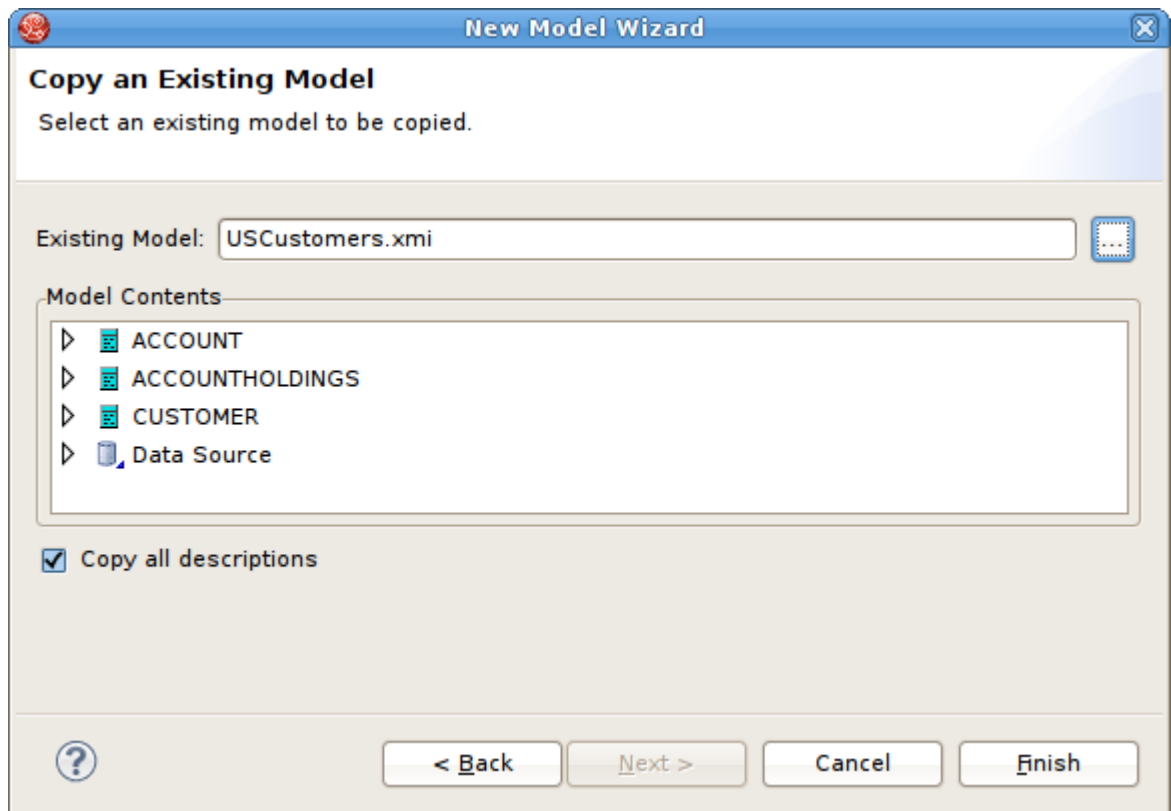 New Model Wizard
Copy an Existing Model
Select an existing model to be copied.
Existing Model: USCustomers.xmi ...
Model Contents
ACCOUNT
ACCOUNTHOLDINGS
CUSTOMER
Data Source
Copy all descriptions
? < Back Next > Cancel Finish